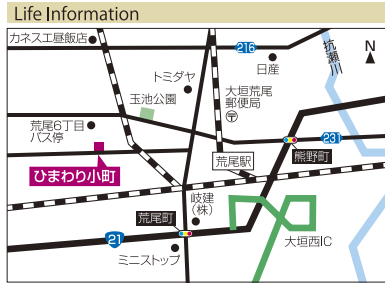 Life Information
カネスエ昼飯店
216
抗瀬川
日産
N
トミダヤ
玉池公園
大垣荒尾
郵便局
荒尾6丁目
バス停
231
荒尾駅
熊野町
ひまわり小町
岐建
(株)
荒尾町
21
大垣西IC
ミニストップ